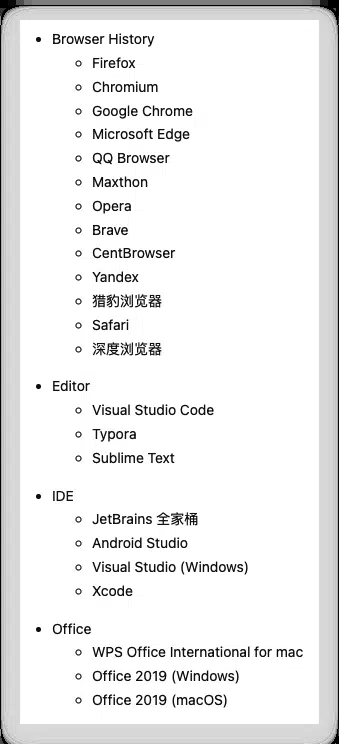 Browser History
Firefox
Chromium
Google Chrome
Microsoft Edge
QQ Browser
Maxthon
Opera
Brave
CentBrowser
Yandex
猎豹浏览器
Safari
深度浏览器
Editor
Visual Studio Code
Typora
Sublime Text
IDE
JetBrains 全家桶
Android Studio
Visual Studio (Windows)
Xcode
Office
WPS Office International for mac
Office 2019 (Windows)
Office 2019 (macOS)